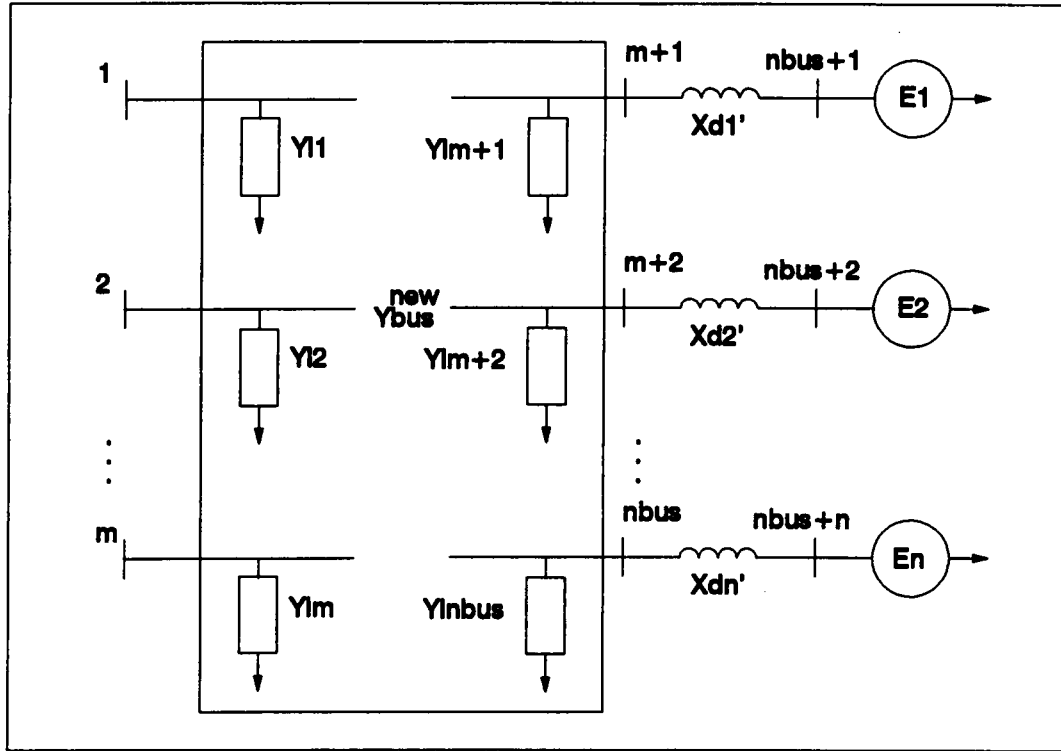 1
Yl1
Ylm+1
m+1
Xd1'
nbus+1
E1
2
Yl2
new
Ybus
Ylm+2
m+2
Xd2'
nbus+2
E2
m
Ylm
Ylnbus
nbus
Xdn'
nbus+n
En